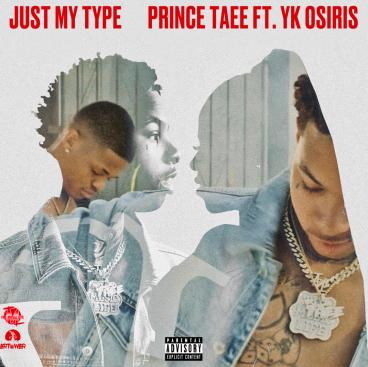 JUST MY TYPE PRINCE TAEE FT. YK OSIRIS
PARENTAL
ADVISORY
EXPLICIT CONTENT